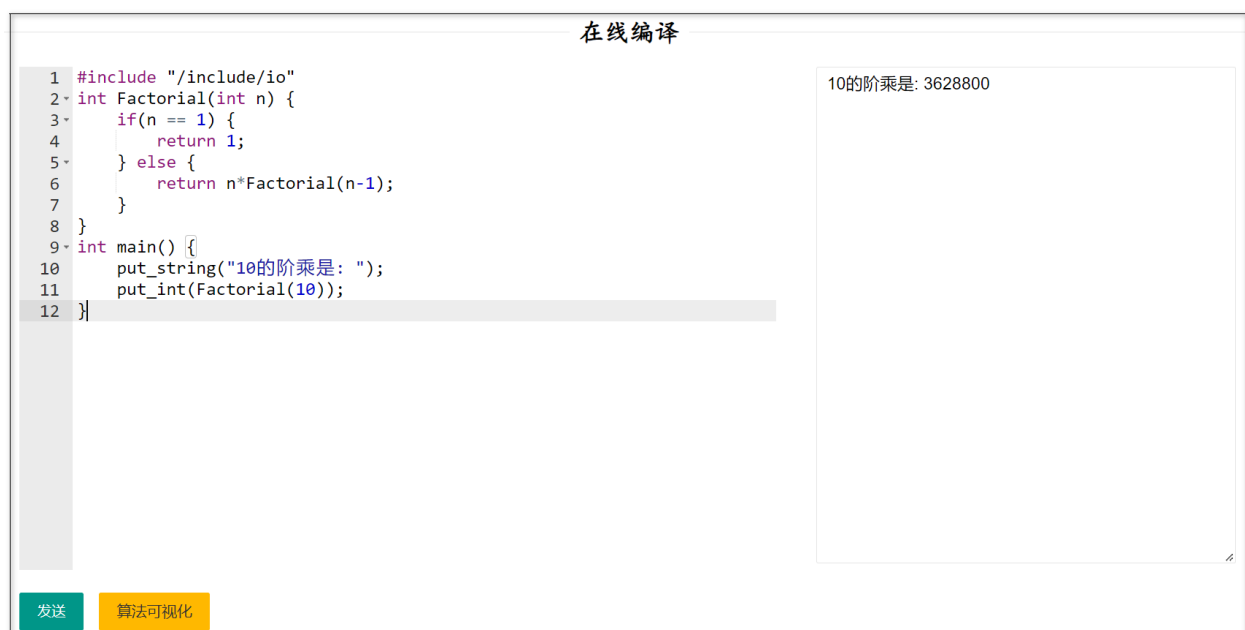 在线编译
1 #include "/include/io"
2 int Factorial(int n) {
3     if(n == 1) {
4         return 1;
5     } else {
6         return n*Factorial(n-1);
7     }
8 }
9 int main() {
10     put_string("10的阶乘是: ");
11     put_int(Factorial(10));
12 }
10的阶乘是: 3628800
发送 算法可视化